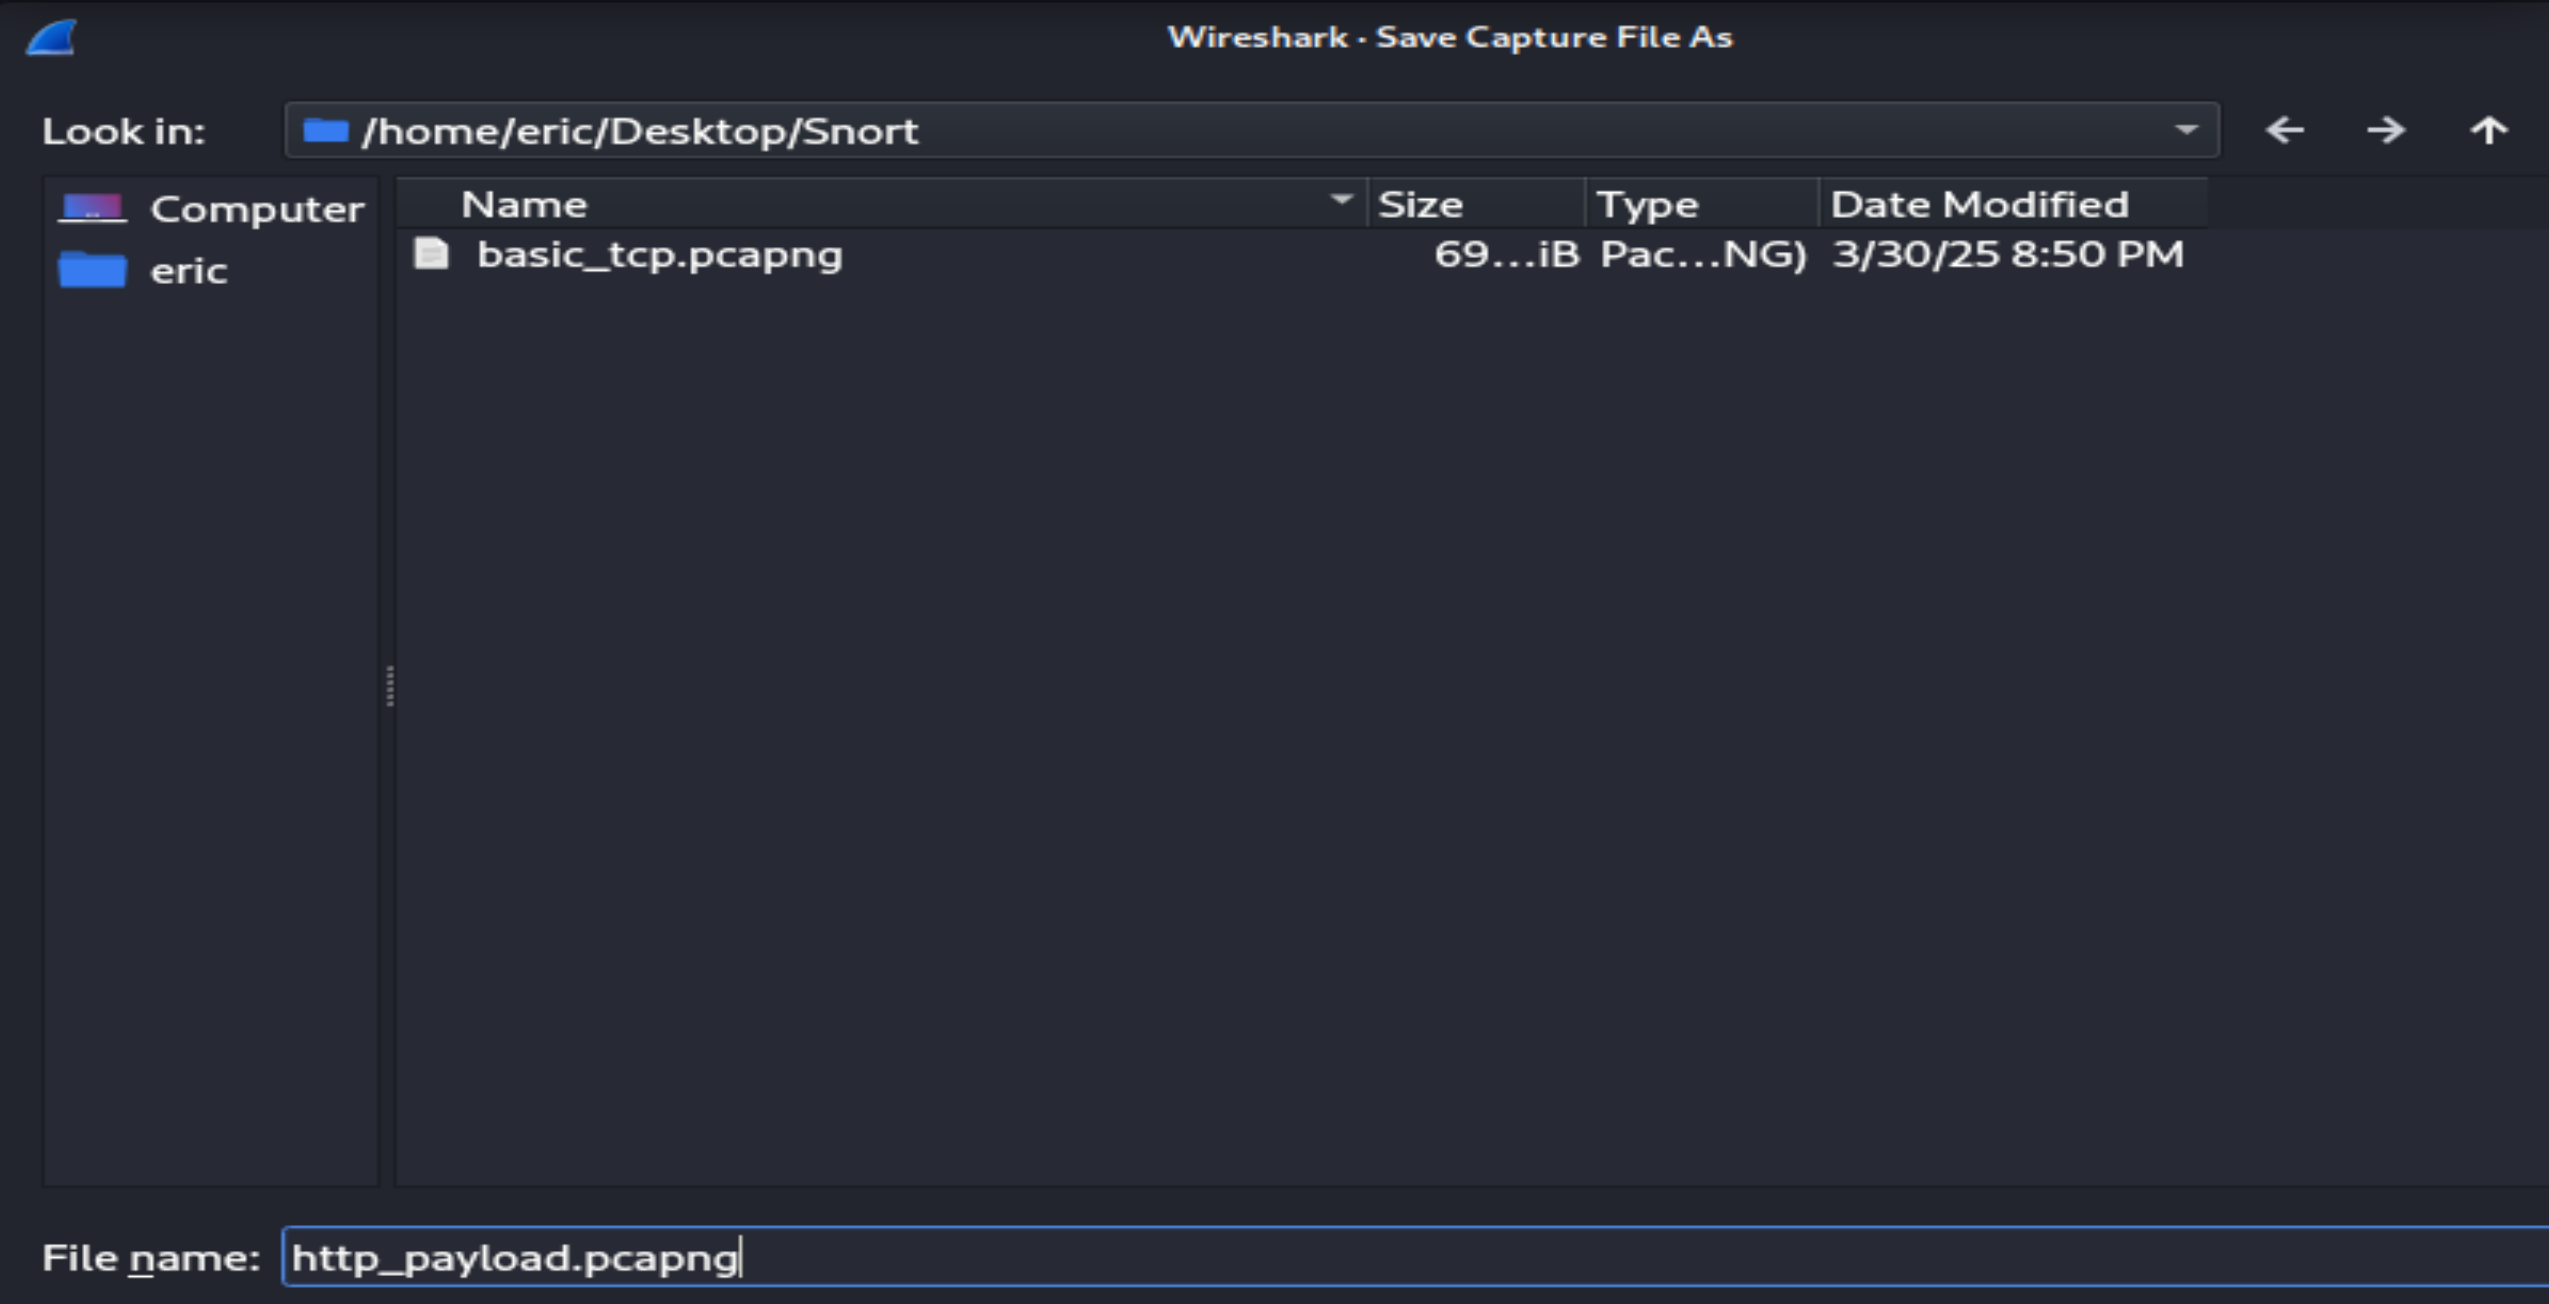 Wireshark · Save Capture File As
Look in: /home/eric/Desktop/Snort
Computer
eric
Name Size Type Date Modified
basic_tcp.pcapng 69...iB Pac...NG) 3/30/25 8:50 PM
File name: http_payload.pcapng